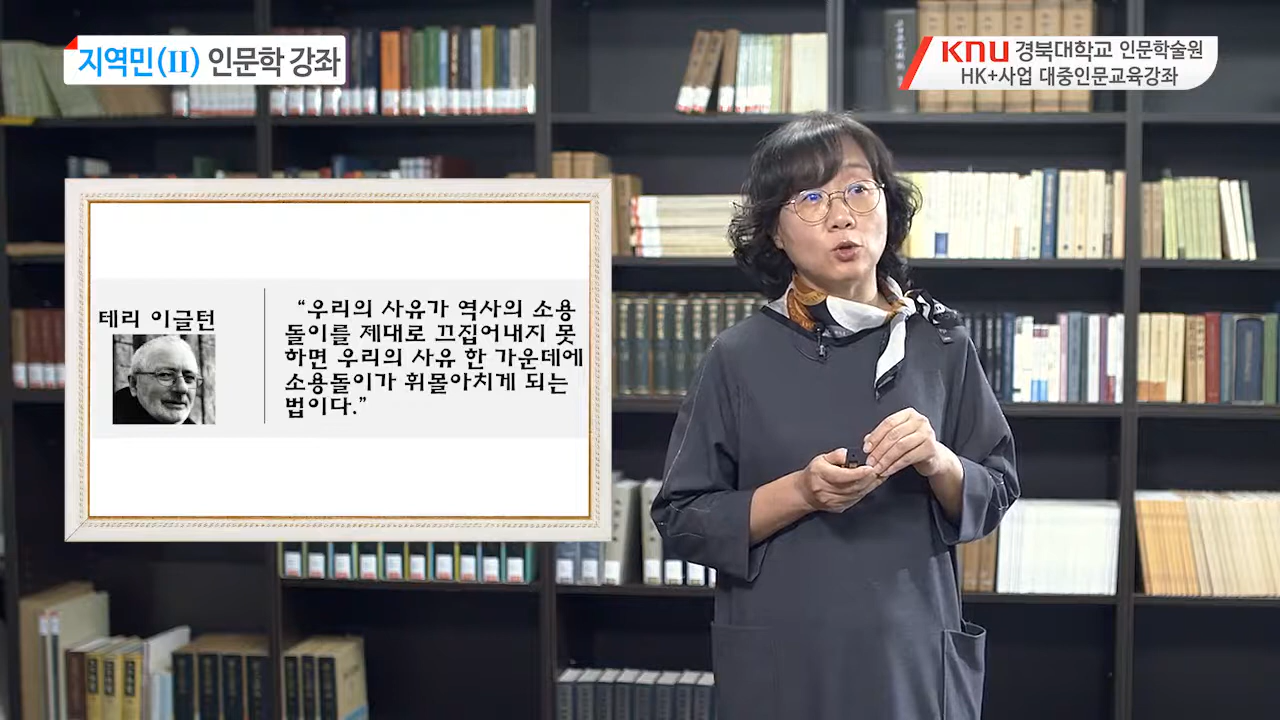 지역민(II) 인문학 강좌
KNU 경북대학교 인문학술원
HK+사업 대중인문교육강좌
테리 이글턴
“우리의 사유가 역사의 소용
돌이를 제대로 끄집어내지 못
하면 우리의 사유 한 가운데에
소용돌이가 휘몰아치게 되는
법이다.”